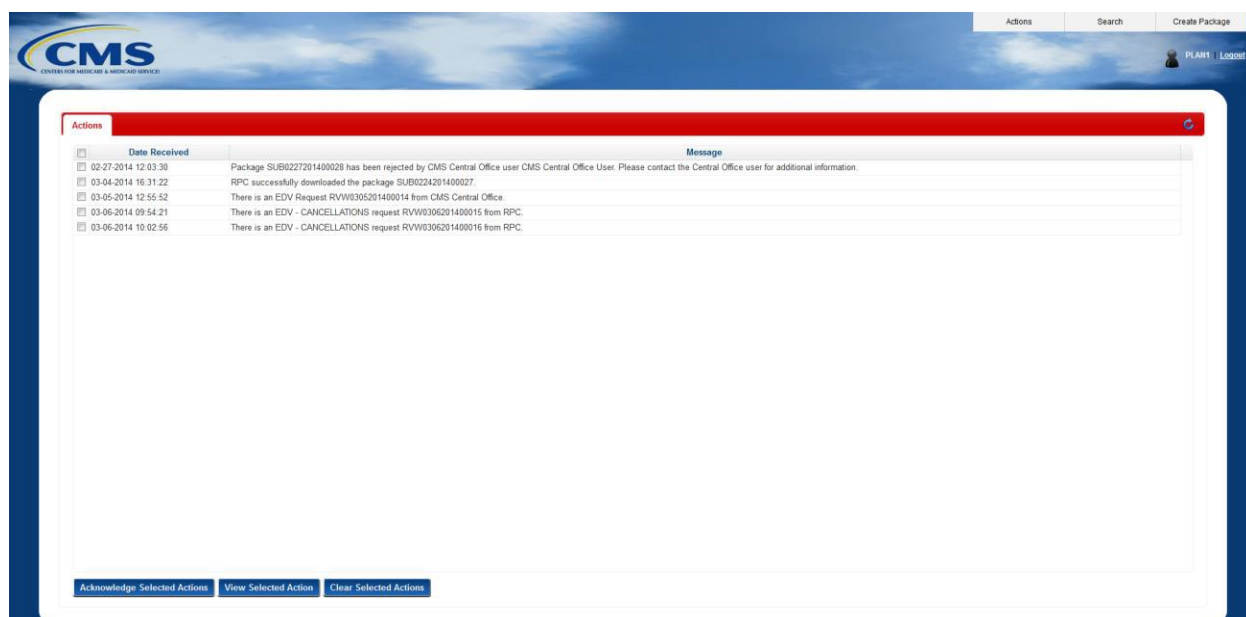 Actions Search Create Package
CMS
CENTERS FOR MEDICARE & MEDICAID SERVICES
PLAN1 | Logout
Actions
Date Received Message
02-27-2014 12:03:30 Package SUB0227201400028 has been rejected by CMS Central Office user CMS Central Office User. Please contact the Central Office user for additional information.
03-04-2014 16:31:22 RPC successfully downloaded the package SUB0224201400027.
03-05-2014 12:55:52 There is an EDV Request RVW0305201400014 from CMS Central Office.
03-06-2014 09:54:21 There is an EDV - CANCELLATIONS request RVW0306201400015 from RPC.
03-06-2014 10:02:56 There is an EDV - CANCELLATIONS request RVW0306201400016 from RPC.
Acknowledge Selected Actions View Selected Action Clear Selected Actions